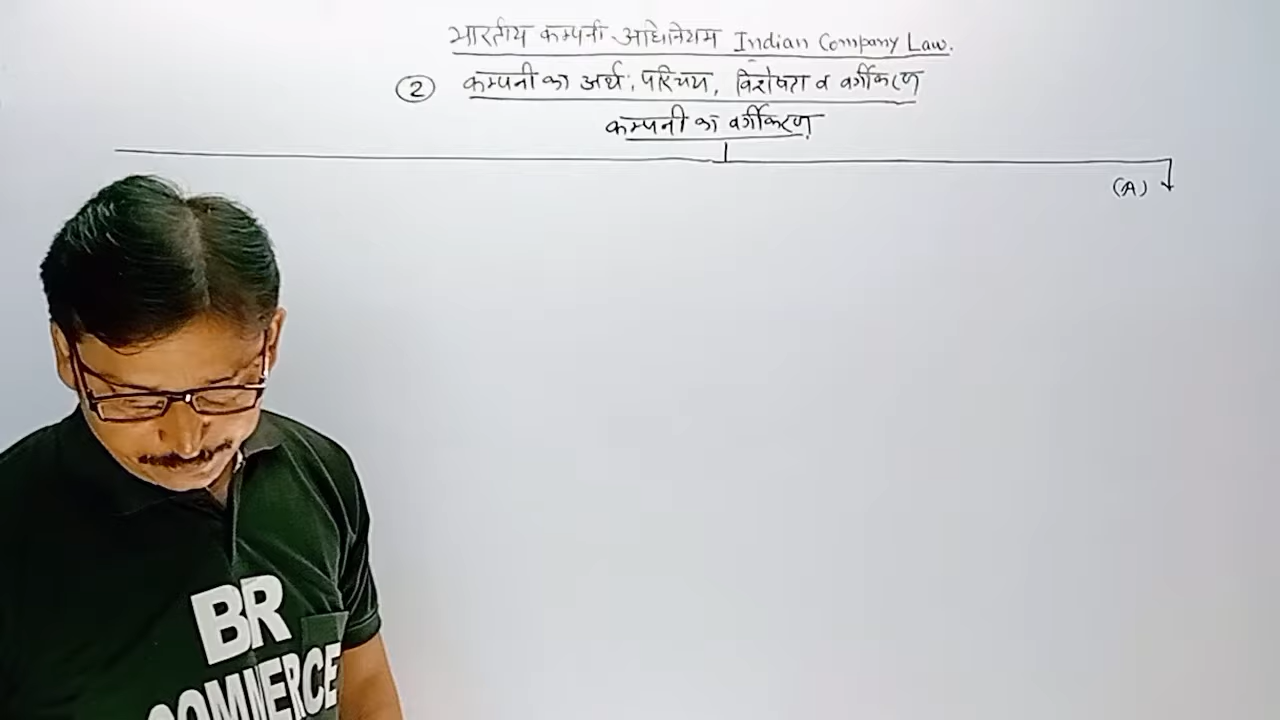 भारतीय कम्पनी अधिनियम Indian Company Law.
② कम्पनी का अर्थ, परिचय, विशेषता व वर्गीकरण
कम्पनी का वर्गीकरण
(A)
BR
COMMERCE